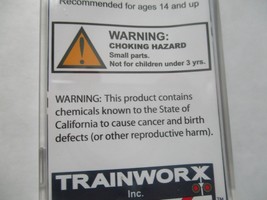 Recommended for ages 14 and up
WARNING:
CHOKING HAZARD
Small parts.
Not for children under 3 yrs.
WARNING: This product contains
chemicals known to the State of
California to cause cancer and birth
defects (or other reproductive harm).
TRAINWORX
Inc.
TM